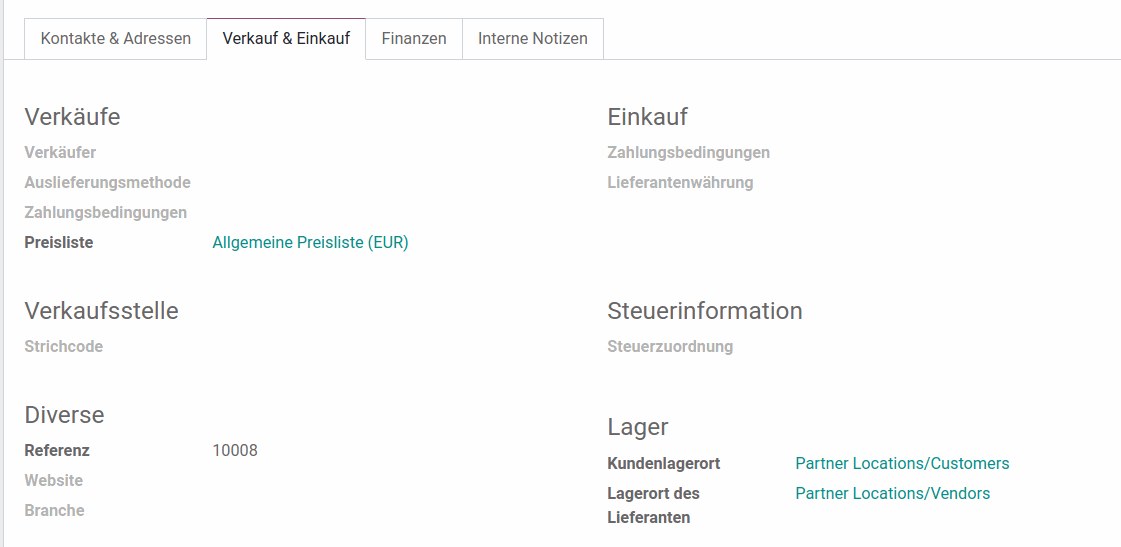 Kontakte & Adressen
Verkauf & Einkauf
Finanzen
Interne Notizen
Verkäufe
Verkäufer
Auslieferungsmethode
Zahlungsbedingungen
Preisliste Allgemeine Preisliste (EUR)
Einkauf
Zahlungsbedingungen
Lieferantenwährung
Verkaufsstelle
Strichcode
Steuerinformation
Steuerzuordnung
Diverse
Referenz 10008
Website
Branche
Lager
Kundenlagerort Partner Locations/Customers
Lagerort des Partner Locations/Vendors
Lieferanten